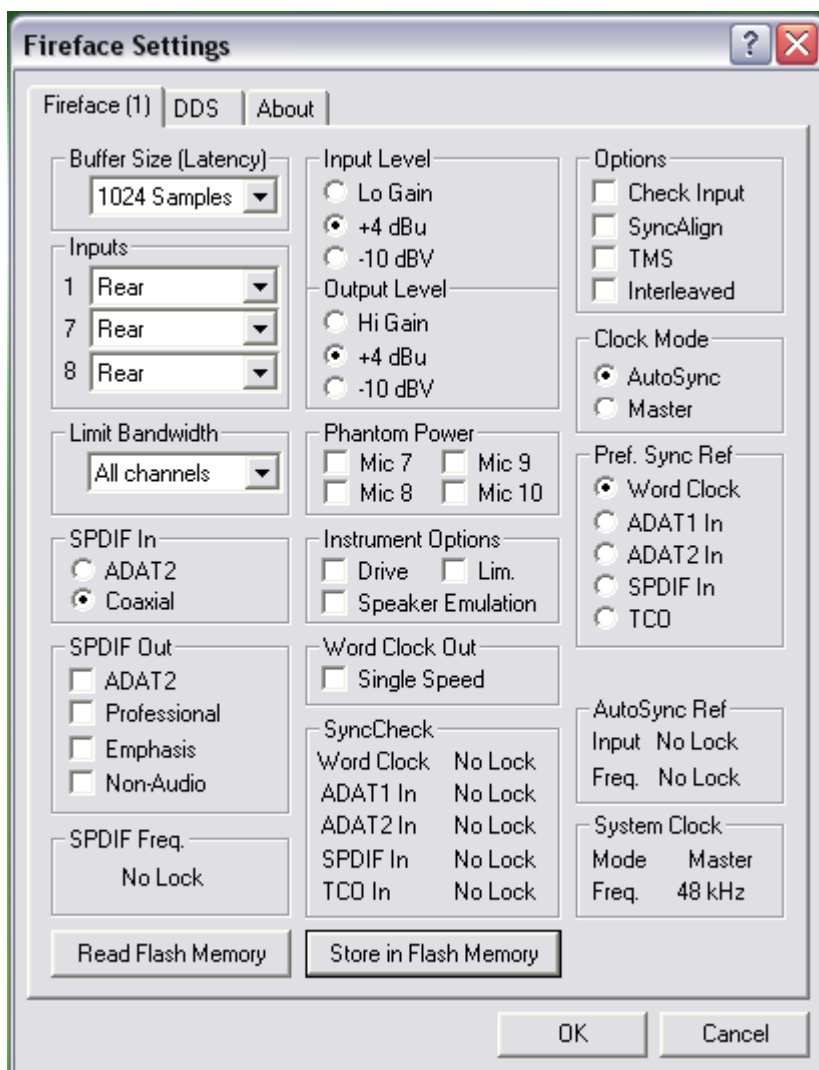 Fireface Settings
Fireface (1) DDS About
Buffer Size (Latency)
1024 Samples
Inputs
1 Rear
7 Rear
8 Rear
Limit Bandwidth
All channels
SPDIF In
ADAT2
Coaxial
SPDIF Out
ADAT2
Professional
Emphasis
Non-Audio
SPDIF Freq.
No Lock
Read Flash Memory
Input Level
Lo Gain
+4 dBu
-10 dBV
Output Level
Hi Gain
+4 dBu
-10 dBV
Phantom Power
Mic 7 Mic 9
Mic 8 Mic 10
Instrument Options
Drive Lim.
Speaker Emulation
Word Clock Out
Single Speed
SyncCheck
Word Clock No Lock
ADAT1 In No Lock
ADAT2 In No Lock
SPDIF In No Lock
TCO In No Lock
Store in Flash Memory
Options
Check Input
SyncAlign
TMS
Interleaved
Clock Mode
AutoSync
Master
Pref. Sync Ref
Word Clock
ADAT1 In
ADAT2 In
SPDIF In
TCO
AutoSync Ref
Input No Lock
Freq. No Lock
System Clock
Mode Master
Freq. 48 kHz
OK Cancel